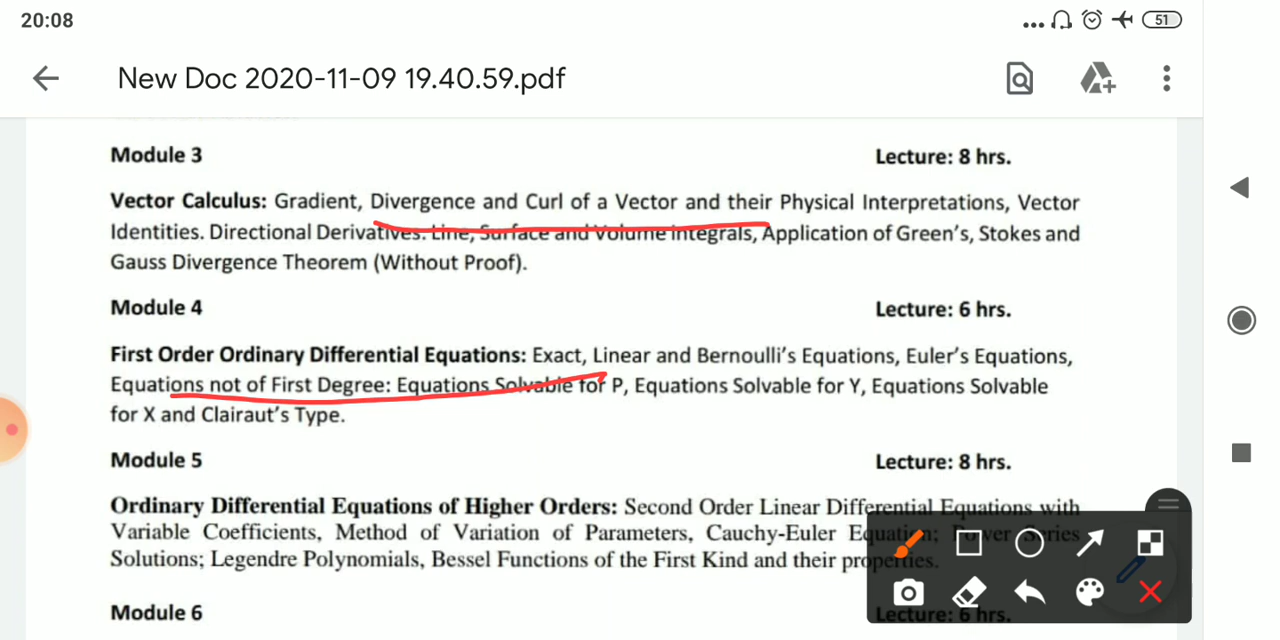 20:08
51
New Doc 2020-11-09 19.40.59.pdf
Module 3 Lecture: 8 hrs.
Vector Calculus: Gradient, Divergence and Curl of a Vector and their Physical Interpretations, Vector
Identities. Directional Derivatives. Line, Surface and Volume integrals, Application of Green's, Stokes and
Gauss Divergence Theorem (Without Proof).
Module 4 Lecture: 6 hrs.
First Order Ordinary Differential Equations: Exact, Linear and Bernoulli's Equations, Euler's Equations,
Equations not of First Degree: Equations Solvable for P, Equations Solvable for Y, Equations Solvable
for X and Clairaut's Type.
Module 5 Lecture: 8 hrs.
Ordinary Differential Equations of Higher Orders: Second Order Linear Differential Equations with
Variable Coefficients, Method of Variation of Parameters, Cauchy-Euler Equation; Power Series
Solutions; Legendre Polynomials, Bessel Functions of the First Kind and their properties.
Module 6 Lecture: 6 hrs.